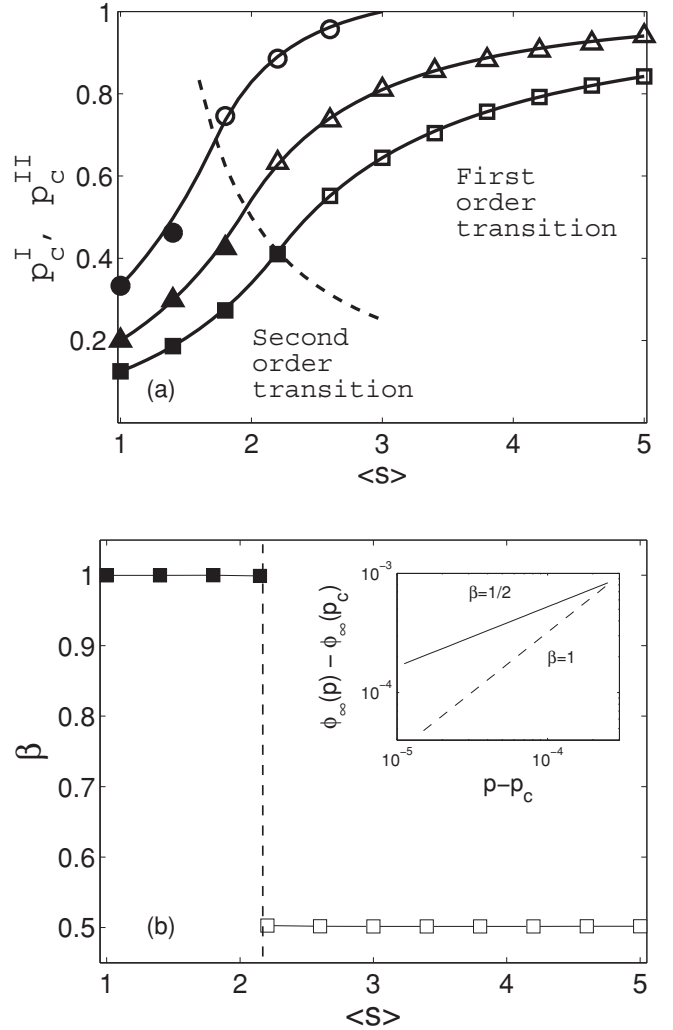 1
0.8
0.6
0.4
0.2
p_c^I, p_c^II
First
order
transition
Second
order
transition
(a)
1 2 3 4 5
<S>
1
0.9
0.8
0.7
0.6
0.5
β
10^-3
10^-4
ϕ_∞(p) − ϕ_∞(p_c)
β=1/2
β=1
10^-5 10^-4
p−p_c
(b)
1 2 3 4 5
<S>